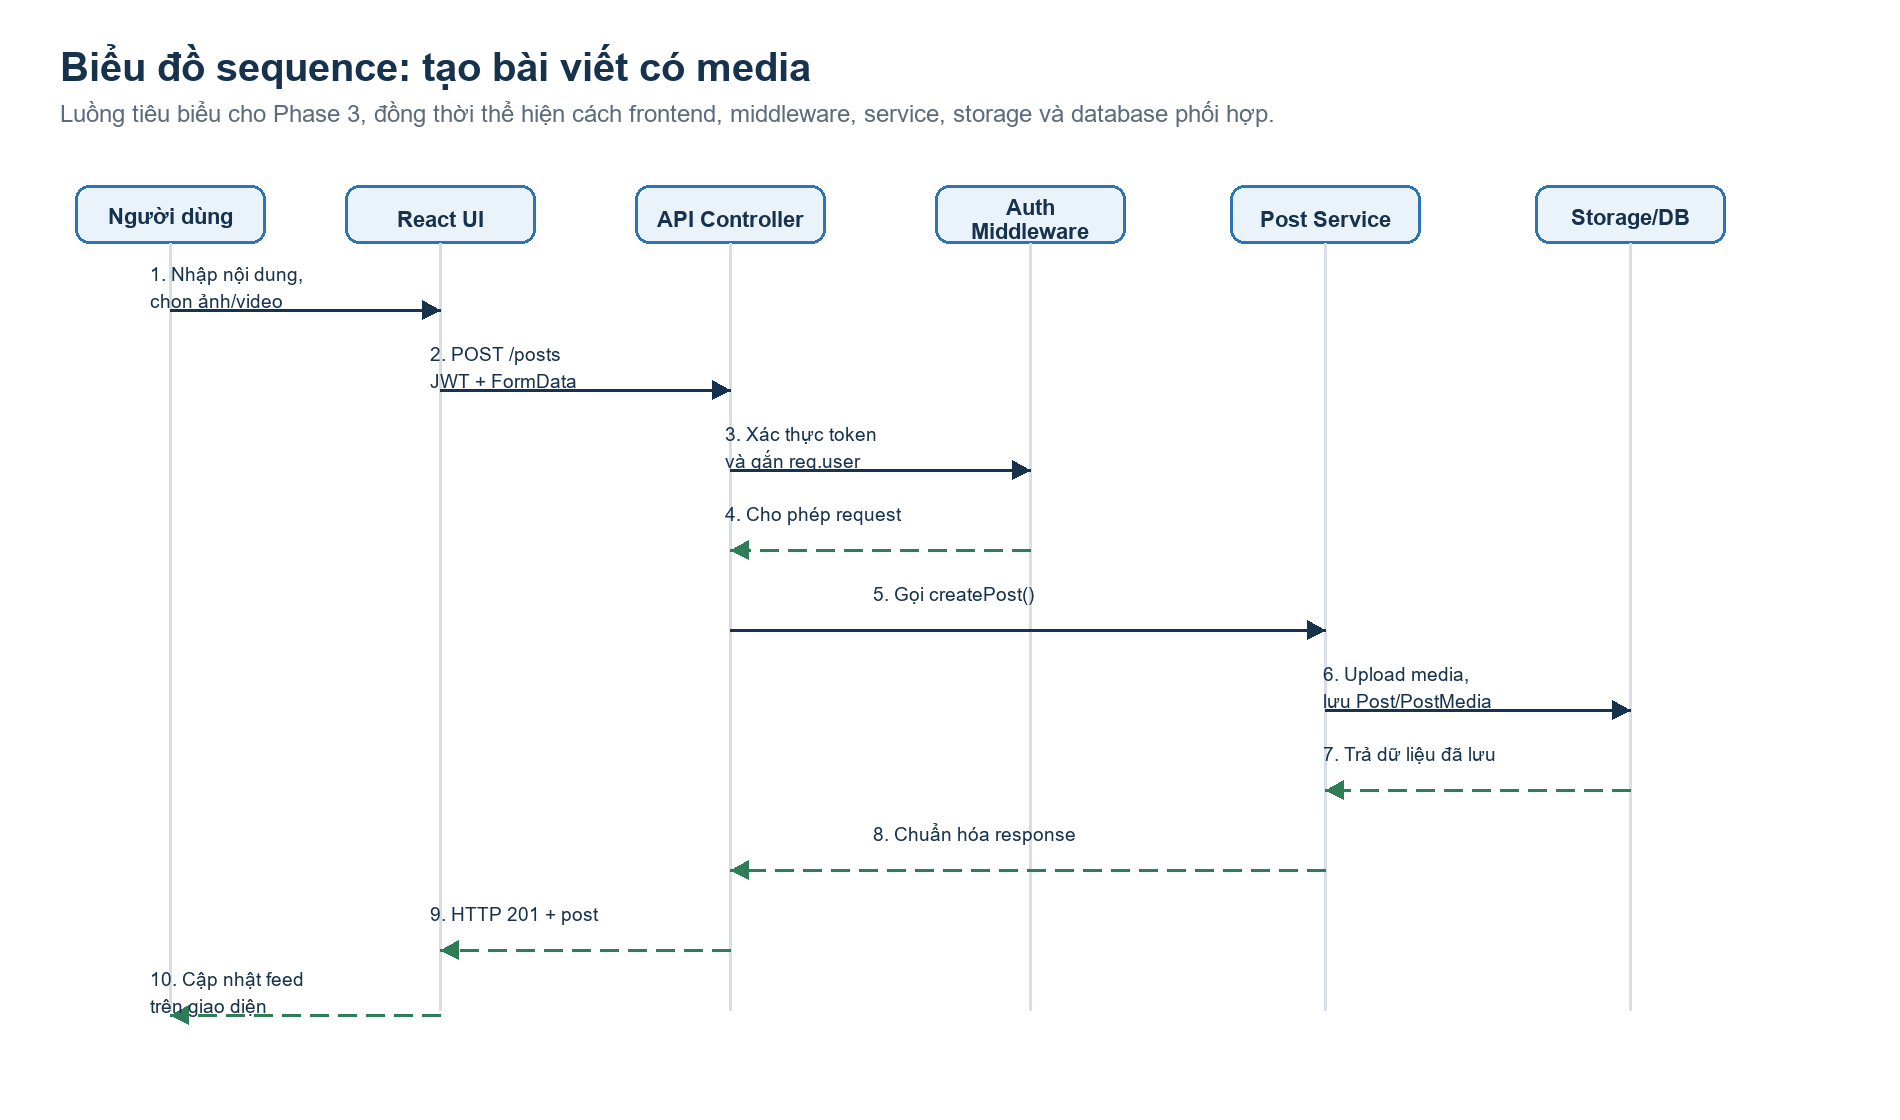 Biểu đồ sequence: tạo bài viết có media
Luồng tiêu biểu cho Phase 3, đồng thời thể hiện cách frontend, middleware, service, storage và database phối hợp.
Người dùng
React UI
API Controller
Auth
Middleware
Post Service
Storage/DB
1. Nhập nội dung,
chọn ảnh/video
2. POST /posts
JWT + FormData
3. Xác thực token
và gắn req.user
4. Cho phép request
5. Gọi createPost()
6. Upload media,
lưu Post/PostMedia
7. Trả dữ liệu đã lưu
8. Chuẩn hóa response
9. HTTP 201 + post
10. Cập nhật feed
trên giao diện